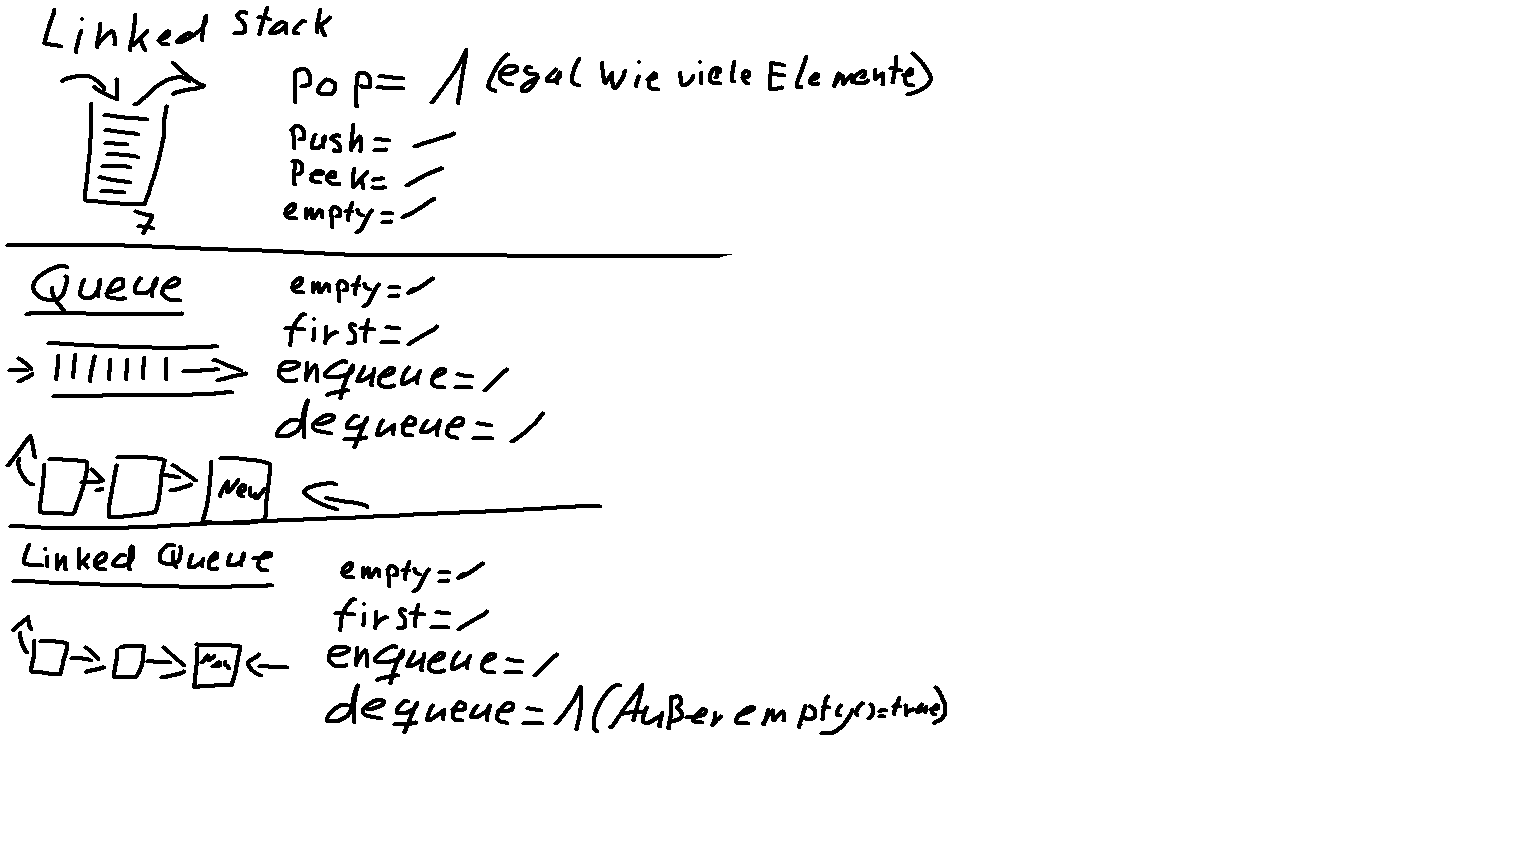 Linked Stack
pop= 1 (egal wie viele Elemente)
Push= /
Peek= /
empty= /
7
Queue
empty= /
first= /
enqueue= /
dequeue= /
New
Linked Queue
empty= /
first= /
enqueue= /
New
dequeue= 1 (Außer empty()=true)